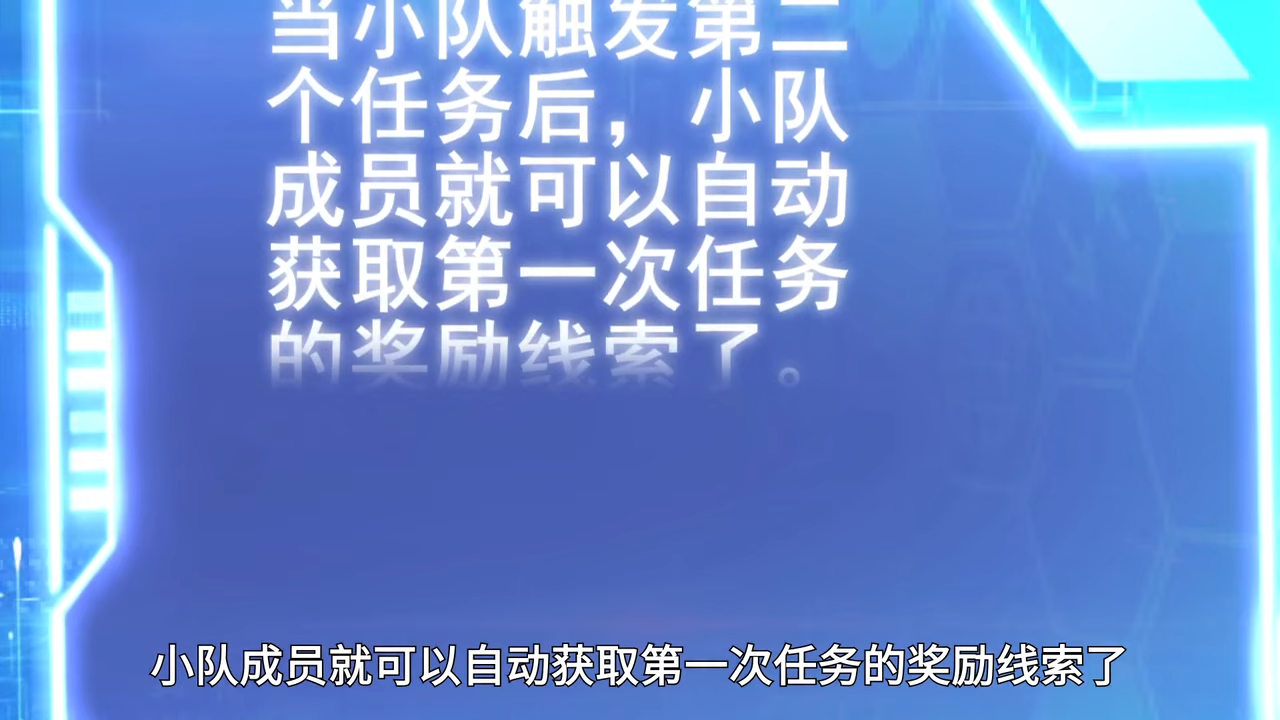 当小队触发第二
个任务后，小队
成员就可以自动
获取第一次任务
的奖励线索了。
小队成员就可以自动获取第一次任务的奖励线索了